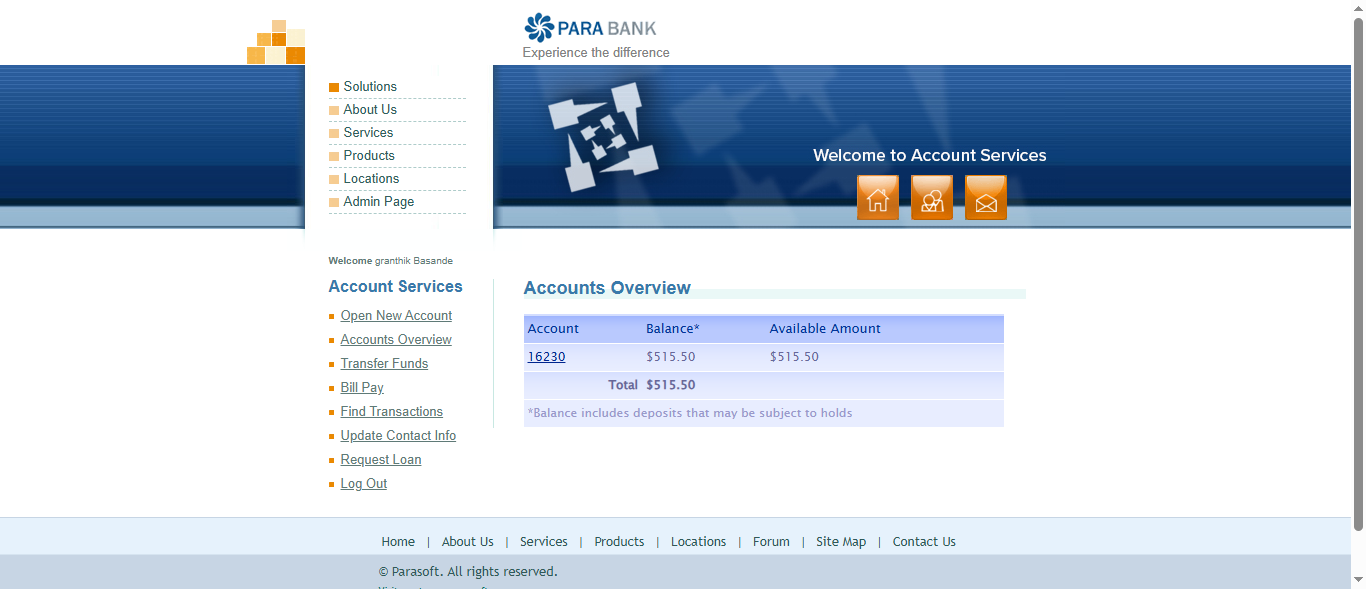 PARA BANK
Experience the difference
Solutions
About Us
Services
Products
Locations
Admin Page
Welcome to Account Services
Welcome granthik Basande
Account Services
Open New Account
Accounts Overview
Transfer Funds
Bill Pay
Find Transactions
Update Contact Info
Request Loan
Log Out
Accounts Overview
Account Balance* Available Amount
16230 $515.50 $515.50
Total $515.50
*Balance includes deposits that may be subject to holds
Home | About Us | Services | Products | Locations | Forum | Site Map | Contact Us
© Parasoft. All rights reserved.